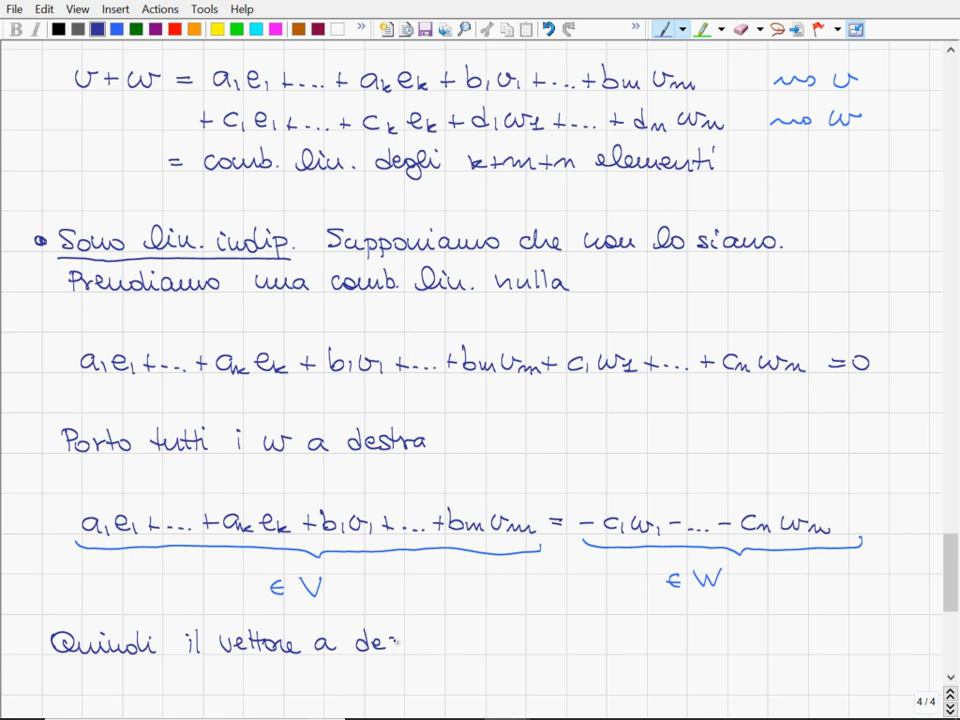 File Edit View Insert Actions Tools Help
B I
v+w = a₁e₁+...+aₖeₖ+b₁v₁+...+bₘvₘ ⇝ v
+c₁e₁+...+cₖeₖ+d₁w₁+...+dₙwₙ ⇝ w
= comb. lin. degli k+m+n elementi
• Sono lin. indip. Supponiamo che non lo siano.
Prendiamo una comb. lin. nulla
a₁e₁+...+aₖeₖ+b₁v₁+...+bₘvₘ+c₁w₁+...+cₙwₙ=0
Porto tutti i w a destra
a₁e₁+...+aₖeₖ+b₁v₁+...+bₘvₘ = -c₁w₁-...-cₙwₙ
∈ V ∈ W
Quindi il vettore a de
4/4